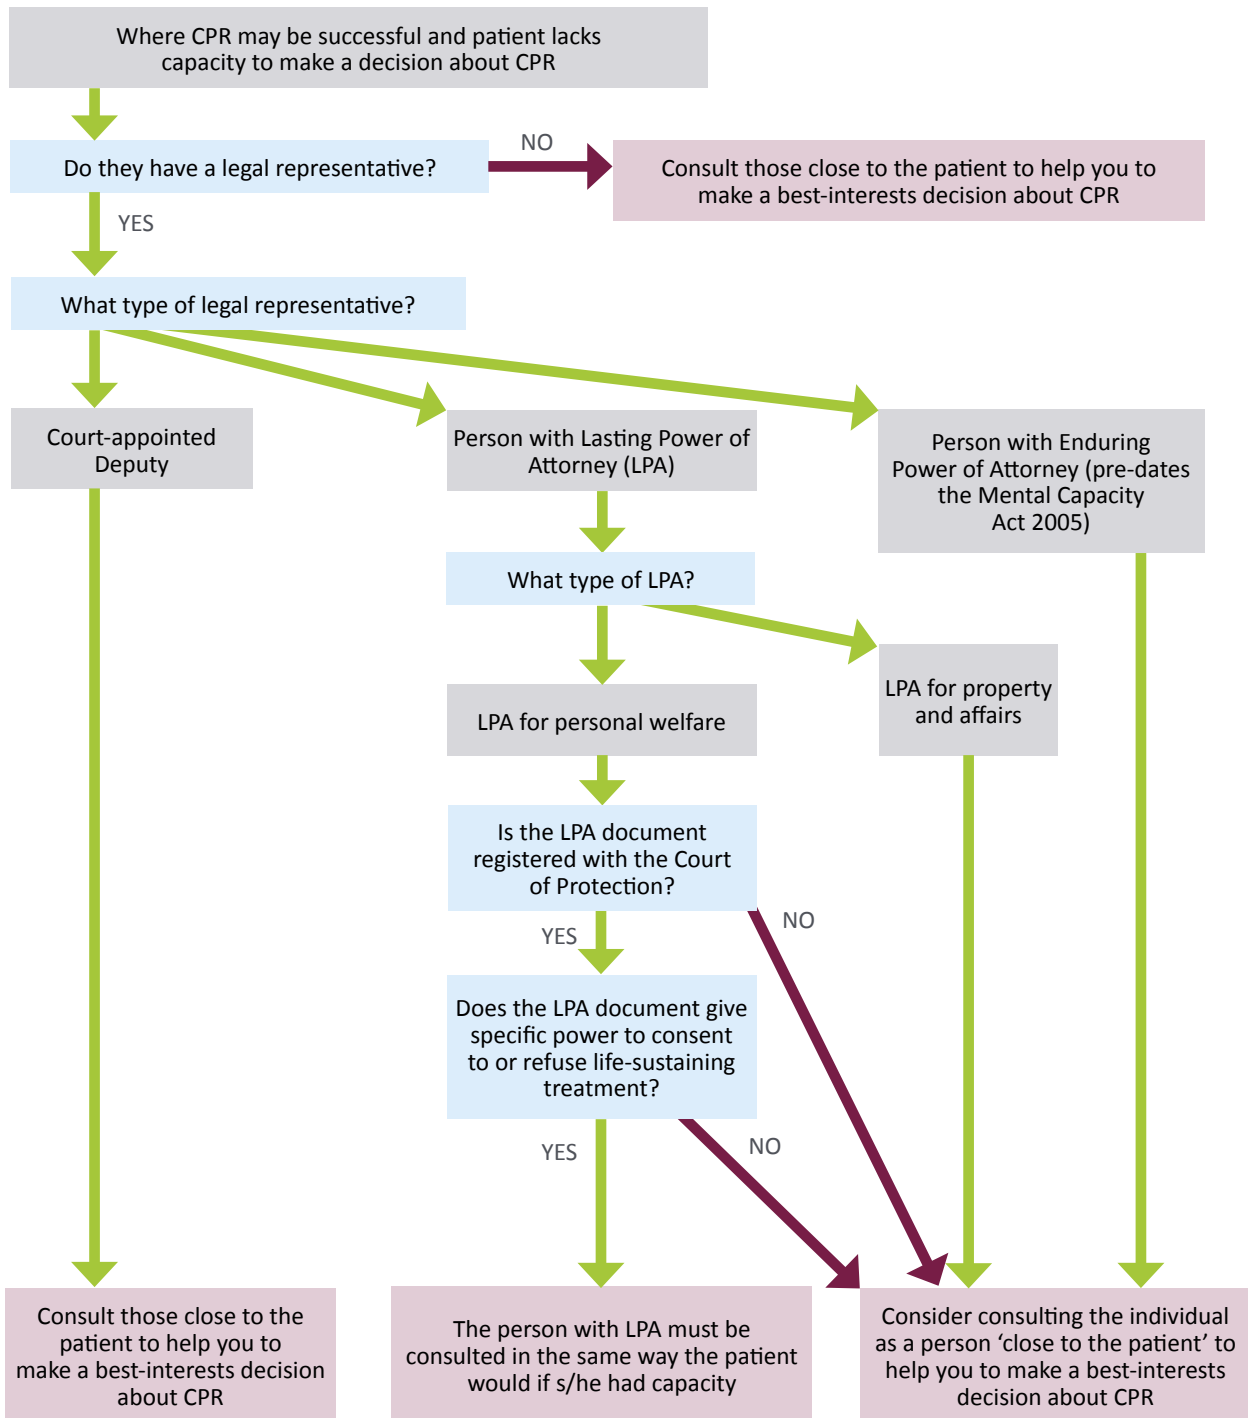 Where CPR may be successful and patient lacks
capacity to make a decision about CPR
NO
Do they have a legal representative?
Consult those close to the patient to help you to
make a best-interests decision about CPR
YES
What type of legal representative?
Court-appointed
Deputy
Person with Lasting Power of
Attorney (LPA)
Person with Enduring
Power of Attorney (pre-dates
the Mental Capacity
Act 2005)
What type of LPA?
LPA for personal welfare
LPA for property
and affairs
Is the LPA document
registered with the Court
of Protection?
NO
YES
Does the LPA document give
specific power to consent
to or refuse life-sustaining
treatment?
YES
NO
Consult those close to the
patient to help you to
make a best-interests decision
about CPR
The person with LPA must be
consulted in the same way the patient
would if s/he had capacity
Consider consulting the individual
as a person ‘close to the patient’ to
help you to make a best-interests
decision about CPR